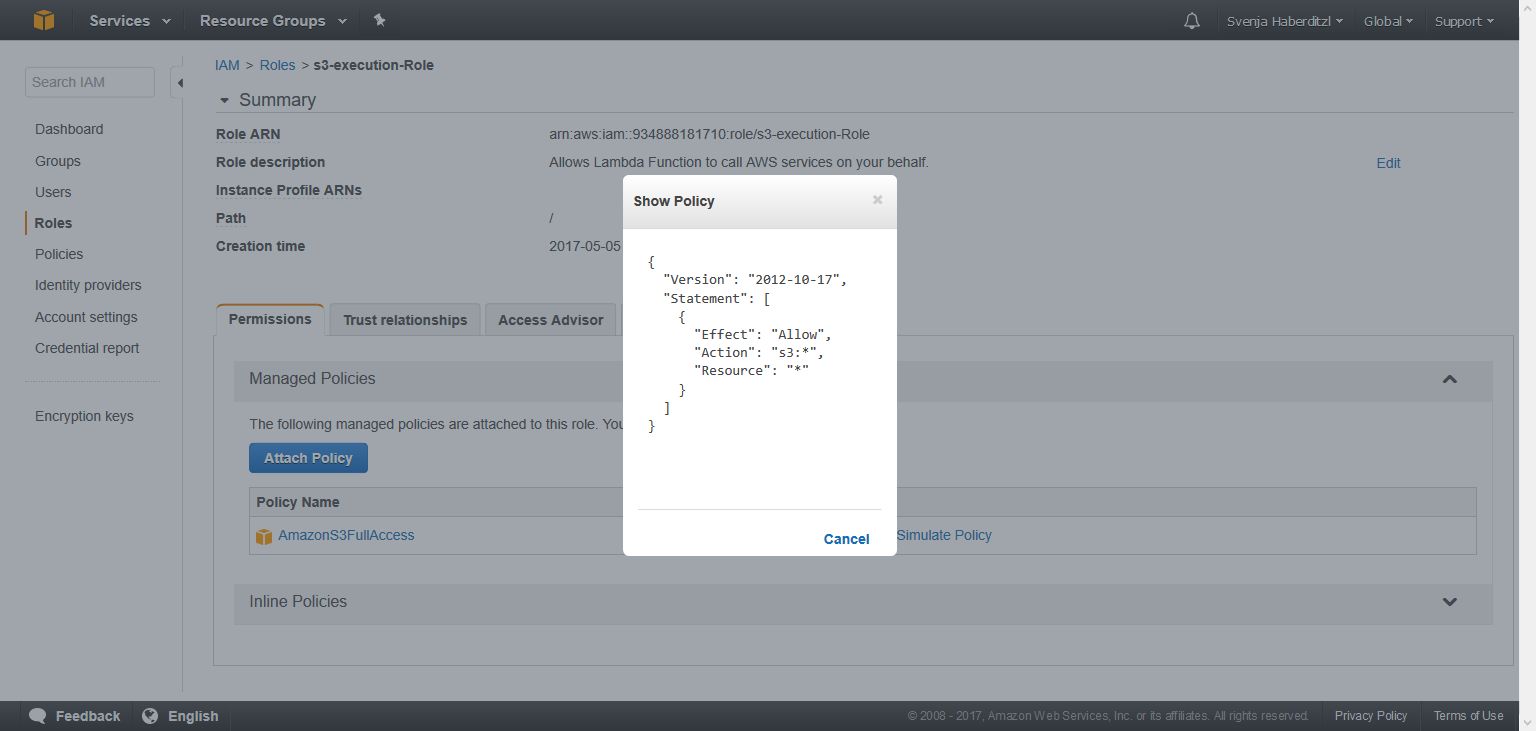 Services Resource Groups Svenja Haberditzl Global Support
Search IAM
Dashboard
Groups
Users
Roles
Policies
Identity providers
Account settings
Credential report
Encryption keys
IAM > Roles > s3-execution-Role
Summary
Role ARN arn:aws:iam::934888181710:role/s3-execution-Role
Role description Allows Lambda Function to call AWS services on your behalf. Edit
Instance Profile ARNs
Path /
Creation time 2017-05-05
Permissions Trust relationships Access Advisor
Managed Policies
The following managed policies are attached to this role. You
Attach Policy
Policy Name
AmazonS3FullAccess Simulate Policy
Inline Policies
Show Policy ×
{
"Version": "2012-10-17",
"Statement": [
{
"Effect": "Allow",
"Action": "s3:*",
"Resource": "*"
}
]
}
Cancel
Feedback English © 2008 - 2017, Amazon Web Services, Inc. or its affiliates. All rights reserved. Privacy Policy Terms of Use